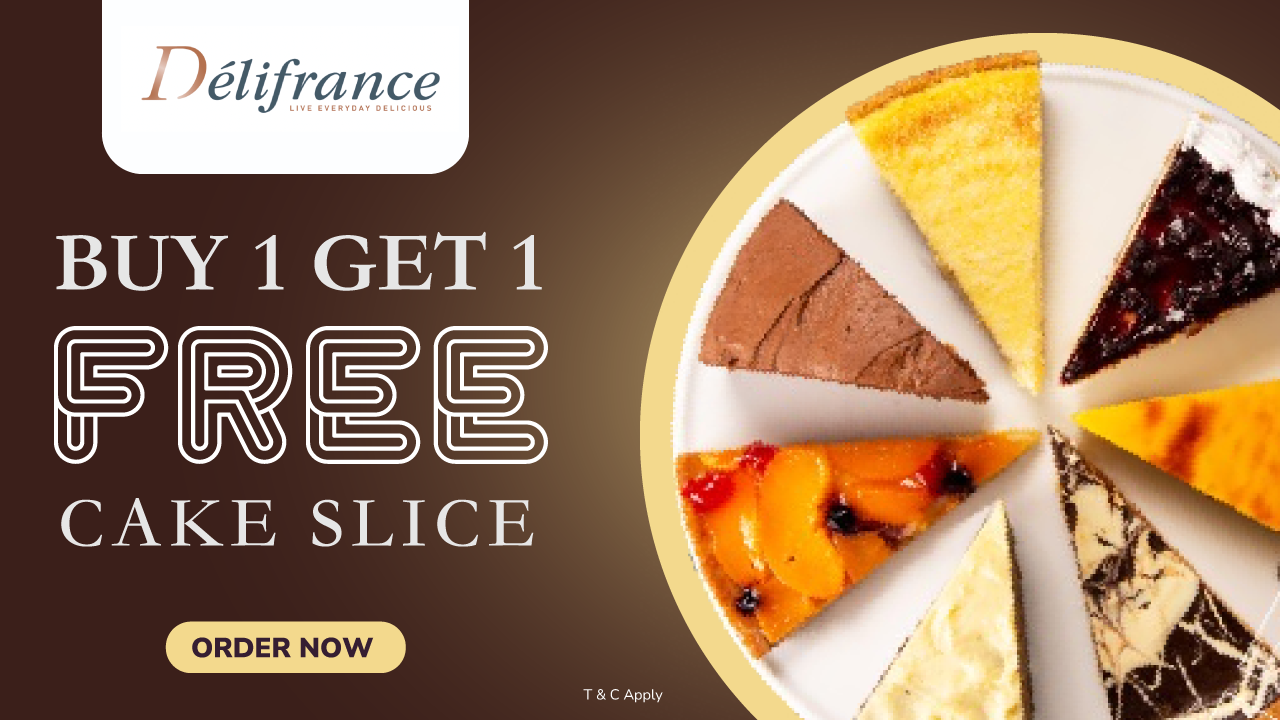 Délifrance
LIVE EVERYDAY DELICIOUS
BUY 1 GET 1
FREE
CAKE SLICE
ORDER NOW
T & C Apply